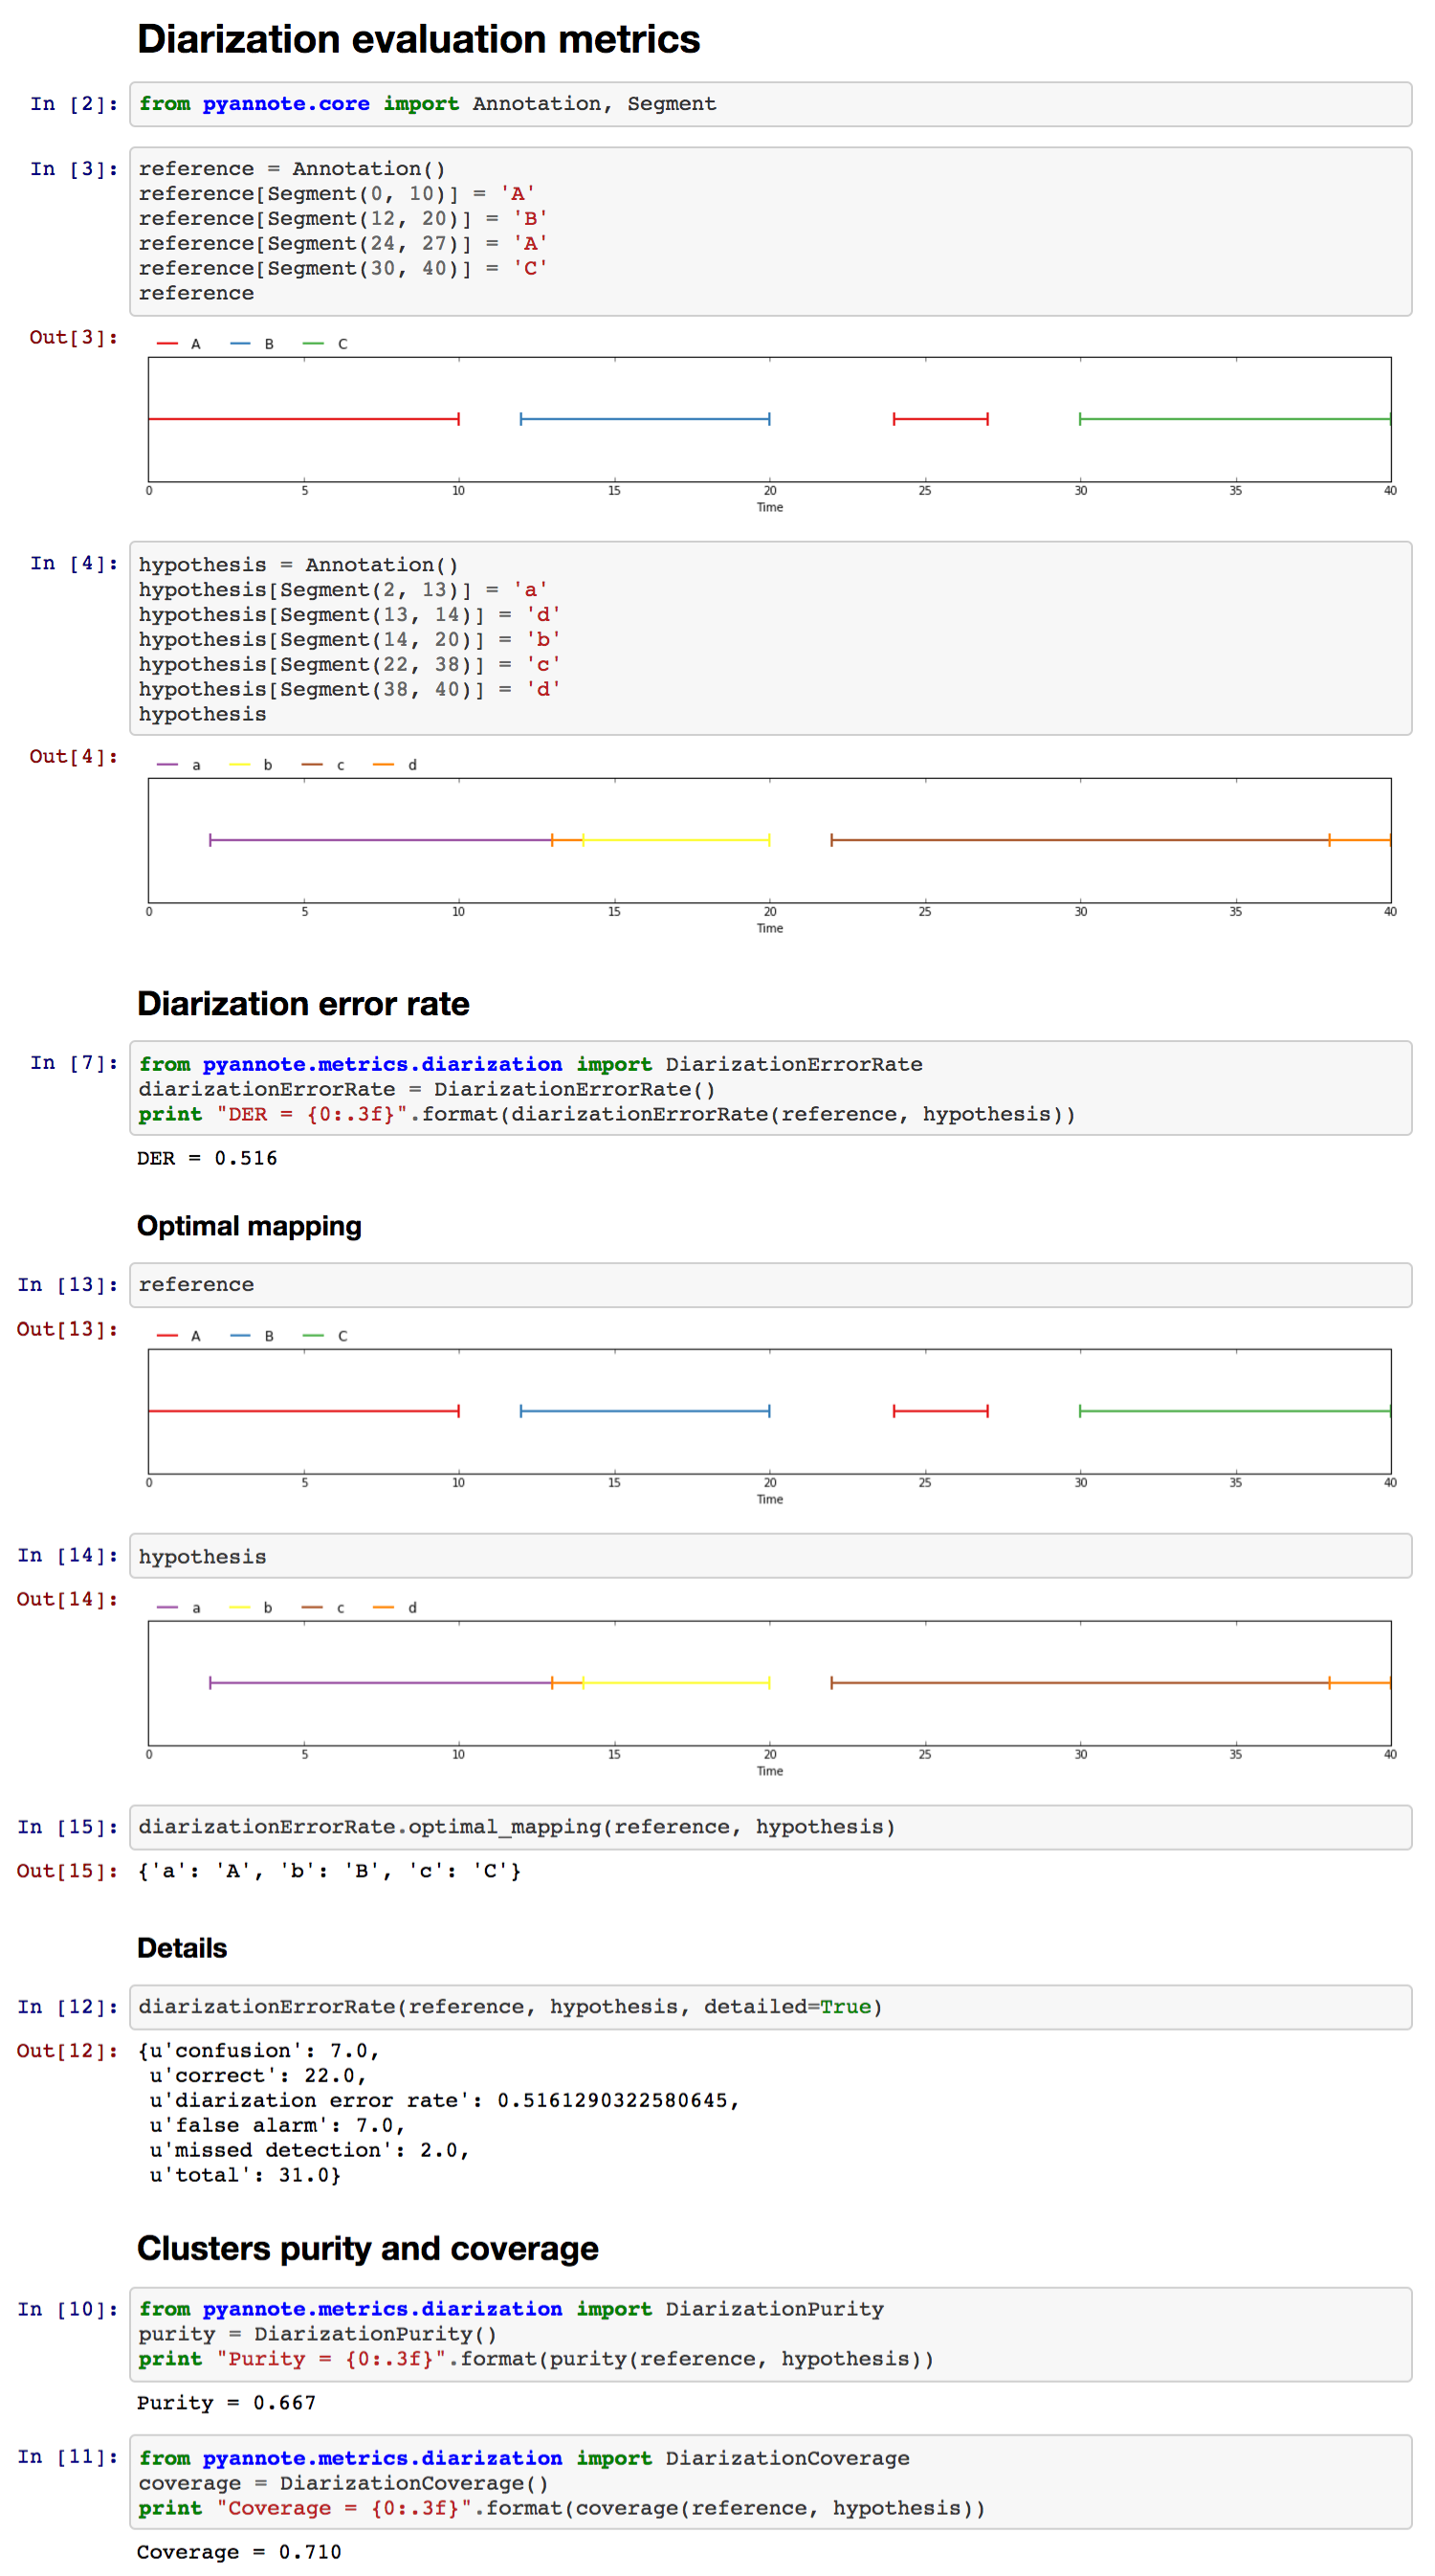 Diarization evaluation metrics
In [2]: from pyannote.core import Annotation, Segment
In [3]: reference = Annotation()
reference[Segment(0, 10)] = 'A'
reference[Segment(12, 20)] = 'B'
reference[Segment(24, 27)] = 'A'
reference[Segment(30, 40)] = 'C'
reference
Out[3]:
A B C
0 5 10 15 20 25 30 35 40
Time
In [4]: hypothesis = Annotation()
hypothesis[Segment(2, 13)] = 'a'
hypothesis[Segment(13, 14)] = 'd'
hypothesis[Segment(14, 20)] = 'b'
hypothesis[Segment(22, 38)] = 'c'
hypothesis[Segment(38, 40)] = 'd'
hypothesis
Out[4]:
a b c d
0 5 10 15 20 25 30 35 40
Time
Diarization error rate
In [7]: from pyannote.metrics.diarization import DiarizationErrorRate
diarizationErrorRate = DiarizationErrorRate()
print "DER = {0:.3f}".format(diarizationErrorRate(reference, hypothesis))
DER = 0.516
Optimal mapping
In [13]: reference
Out[13]:
A B C
0 5 10 15 20 25 30 35 40
Time
In [14]: hypothesis
Out[14]:
a b c d
0 5 10 15 20 25 30 35 40
Time
In [15]: diarizationErrorRate.optimal_mapping(reference, hypothesis)
Out[15]: {'a': 'A', 'b': 'B', 'c': 'C'}
Details
In [12]: diarizationErrorRate(reference, hypothesis, detailed=True)
Out[12]: {u'confusion': 7.0,
u'correct': 22.0,
u'diarization error rate': 0.5161290322580645,
u'false alarm': 7.0,
u'missed detection': 2.0,
u'total': 31.0}
Clusters purity and coverage
In [10]: from pyannote.metrics.diarization import DiarizationPurity
purity = DiarizationPurity()
print "Purity = {0:.3f}".format(purity(reference, hypothesis))
Purity = 0.667
In [11]: from pyannote.metrics.diarization import DiarizationCoverage
coverage = DiarizationCoverage()
print "Coverage = {0:.3f}".format(coverage(reference, hypothesis))
Coverage = 0.710